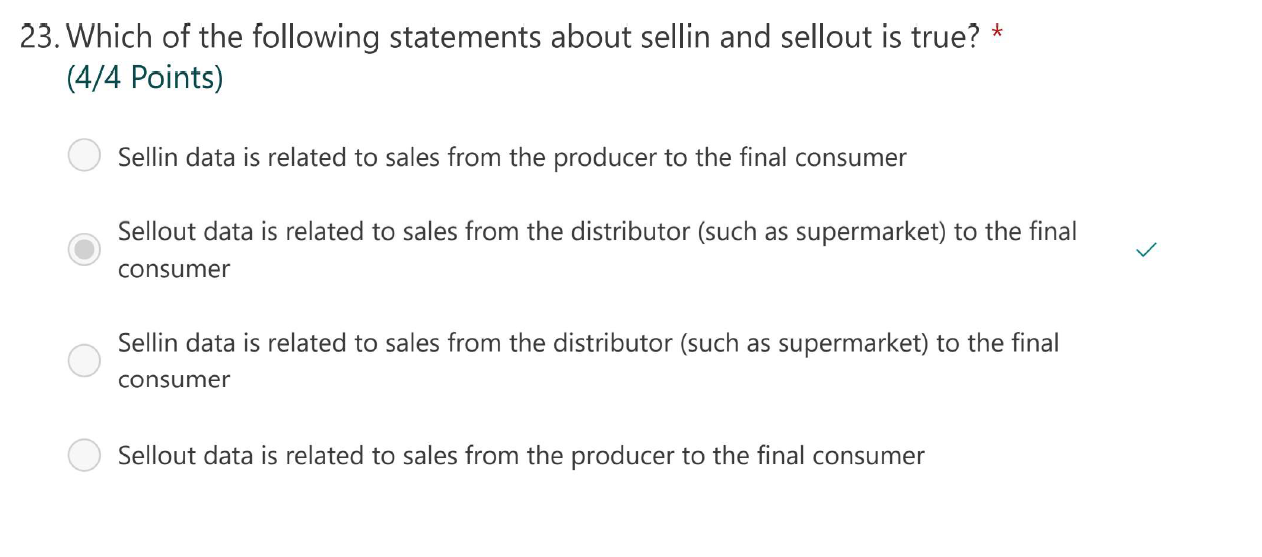 23. Which of the following statements about sellin and sellout is true? *
(4/4 Points)
Sellin data is related to sales from the producer to the final consumer
Sellout data is related to sales from the distributor (such as supermarket) to the final
consumer
Sellin data is related to sales from the distributor (such as supermarket) to the final
consumer
Sellout data is related to sales from the producer to the final consumer